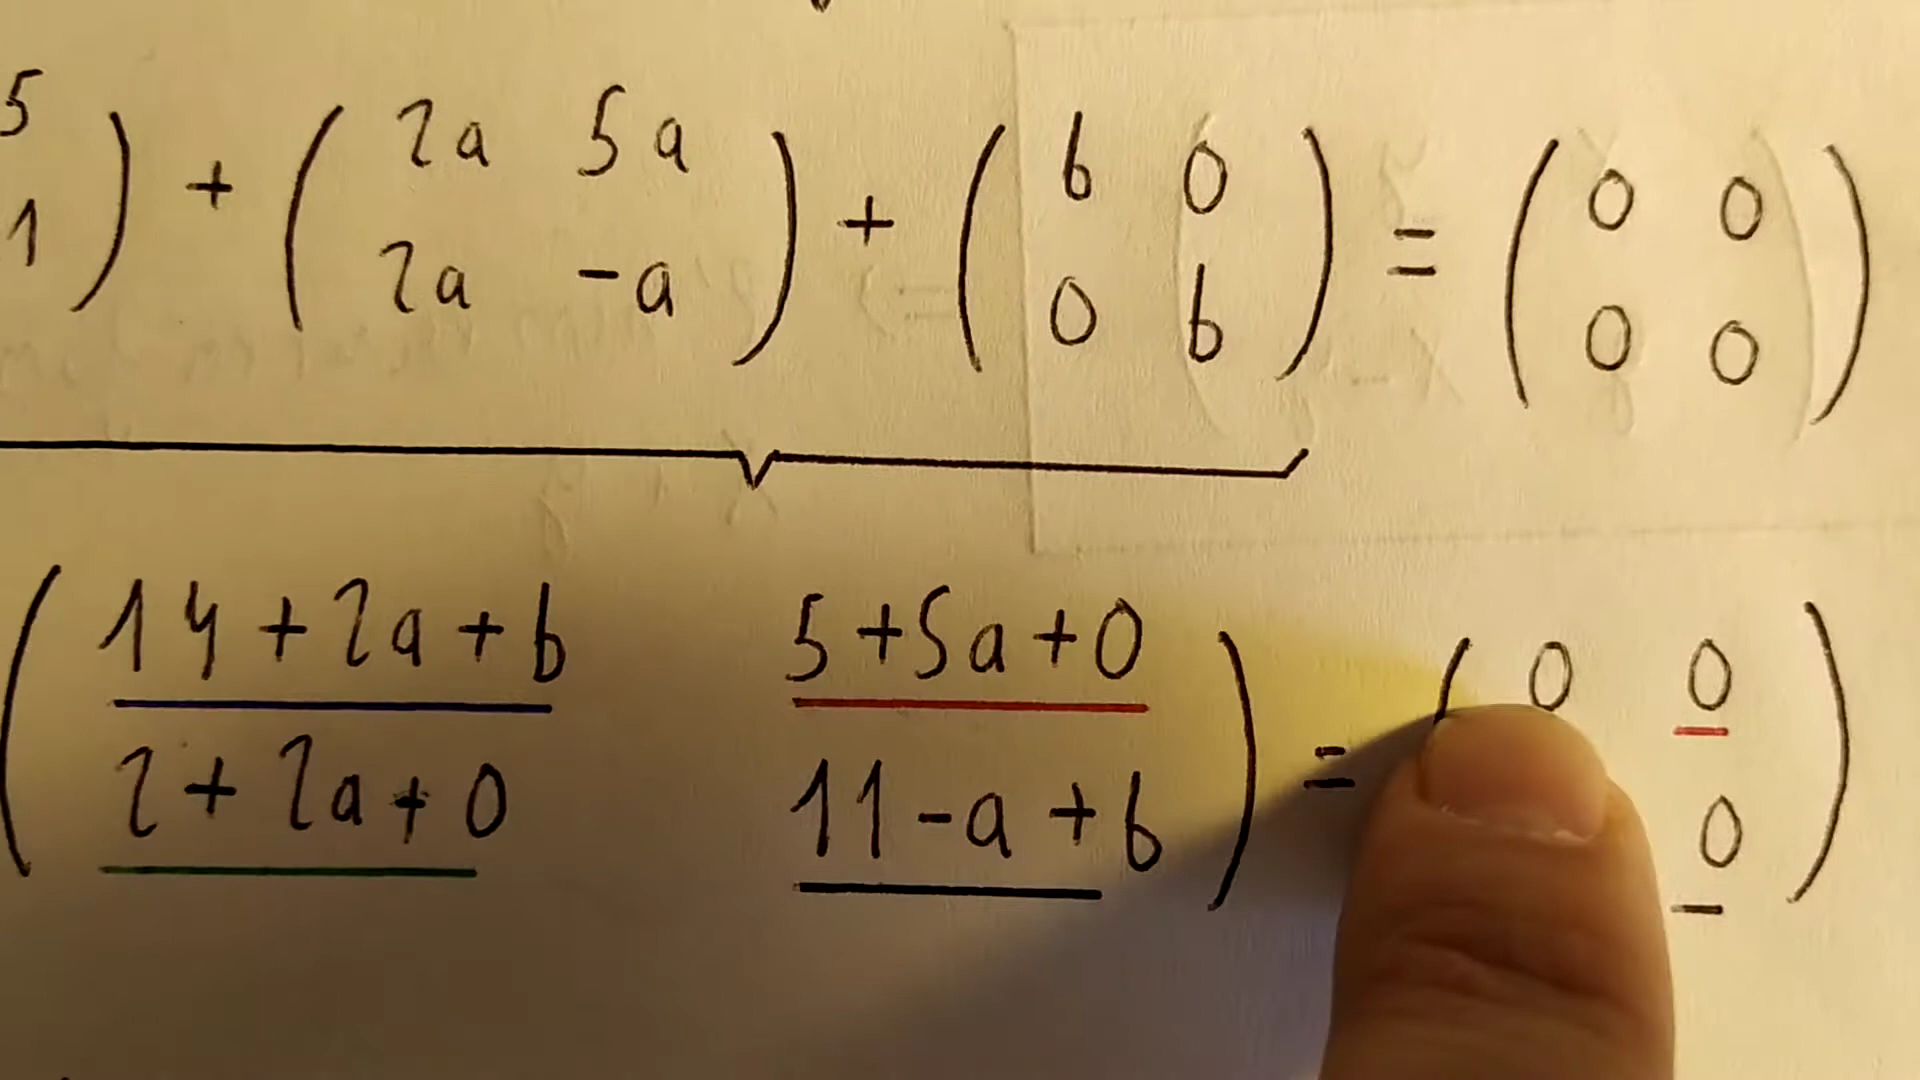 5 ) + ( 2a 5a ) + ( b 0 ) = ( 0 0 )
1 ) + ( 2a -a ) + ( 0 b ) = ( 0 0 )
( 14 + 2a + b 5 + 5a + 0 ) = ( 0 0 )
( 2 + 2a + 0 11 - a + b ) = ( 0 )